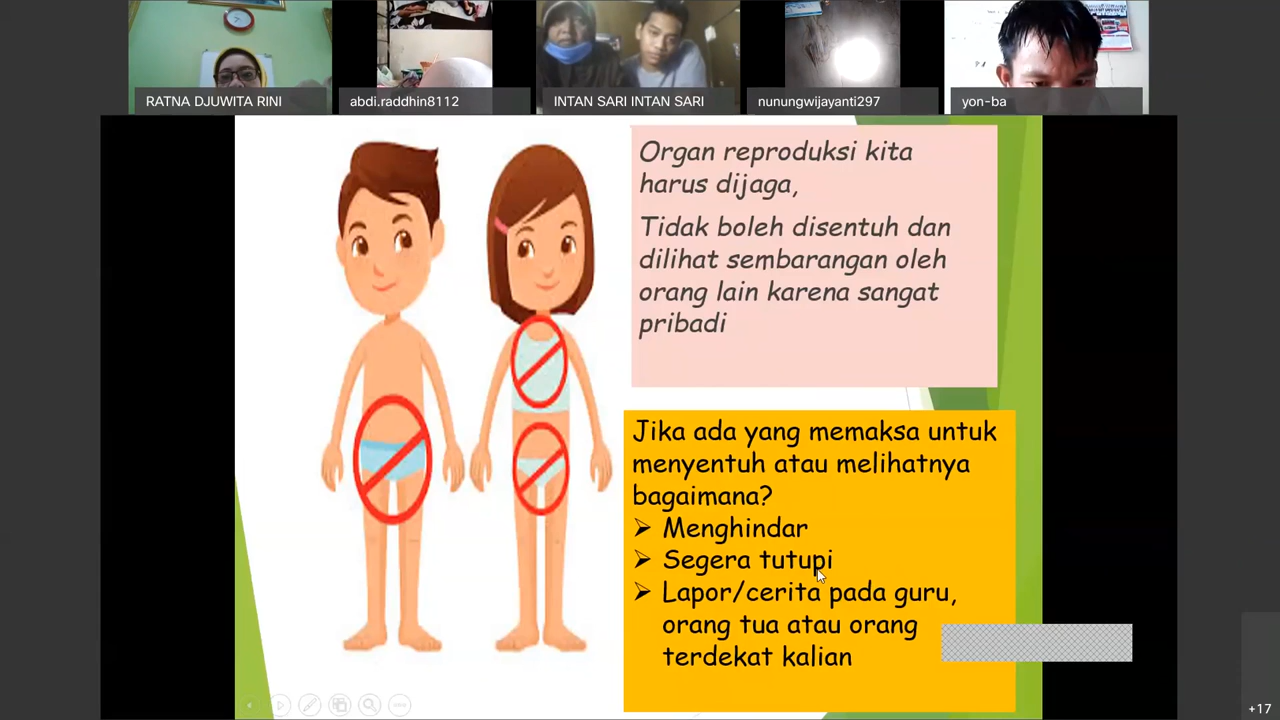 RATNA DJUWITA RINI
abdi.raddhin8112
INTAN SARI INTAN SARI
nunungwijayanti297
yon-ba
Organ reproduksi kita
harus dijaga,
Tidak boleh disentuh dan
dilihat sembarangan oleh
orang lain karena sangat
pribadi
Jika ada yang memaksa untuk
menyentuh atau melihatnya
bagaimana?
➢ Menghindar
➢ Segera tutupi
➢ Lapor/cerita pada guru,
orang tua atau orang
terdekat kalian
+17